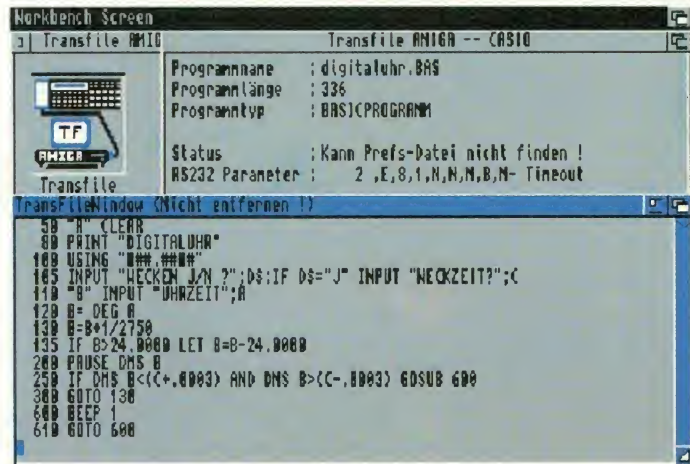 Workbench Screen
Transfile AMIG
Transfile AMIGA -- CASIO
Programmname : digitaluhr.BAS
Programmlänge : 336
Programmtyp : BASICPROGRAMM
TF
AMIGA
Status : Kann Prefs-Datei nicht finden !
RS232 Parameter : 2 ,E,8,1,N,N,N,B,N- Timeout
Transfile
TransFileWindow (Nicht entfernen !)
50 "A" CLEAR
80 PRINT "DIGITALUHR"
100 USING "###.####"
105 INPUT "WECKEN J/N ?";D$:IF D$="J" INPUT "WECKZEIT?";C
110 "B" INPUT "UHRZEIT";A
120 B= DEG A
130 B=B+1/2750
135 IF B>24.0000 LET B=B-24.0000
200 PAUSE DMS B
250 IF DMS B<(C+.0003) AND DMS B>(C-.0003) GOSUB 600
300 GOTO 130
600 BEEP 1
610 GOTO 600